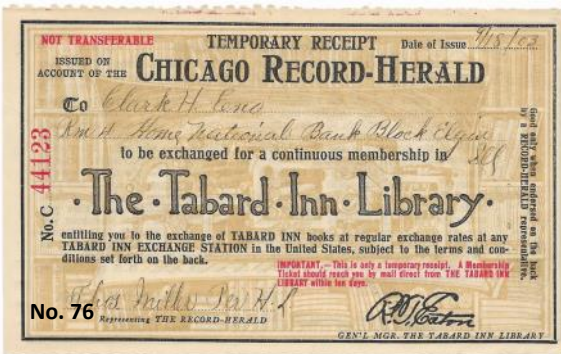 NOT TRANSFERABLE
TEMPORARY RECEIPT
Date of Issue 9/18/03
ISSUED ON
ACCOUNT OF THE
CHICAGO RECORD-HERALD
To Clark H.
Rm 4 Home National Bank Block Elgin
Ill
to be exchanged for a continuous membership in
No. C 44123
Good only when endorsed on the back
by a RECORD-HERALD representative.
·The·Tabard·Inn·Library·
entitling you to the exchange of TABARD INN books at regular exchange rates at any
TABARD INN EXCHANGE STATION in the United States, subject to the terms and con-
ditions set forth on the back.
IMPORTANT.—This is only a temporary receipt. A Membership
Ticket should reach you by mail direct from THE TABARD INN
LIBRARY within ten days.
No. 76
Miller Per H.L
Representing THE RECORD-HERALD
Eaton
GEN'L MGR. THE TABARD INN LIBRARY